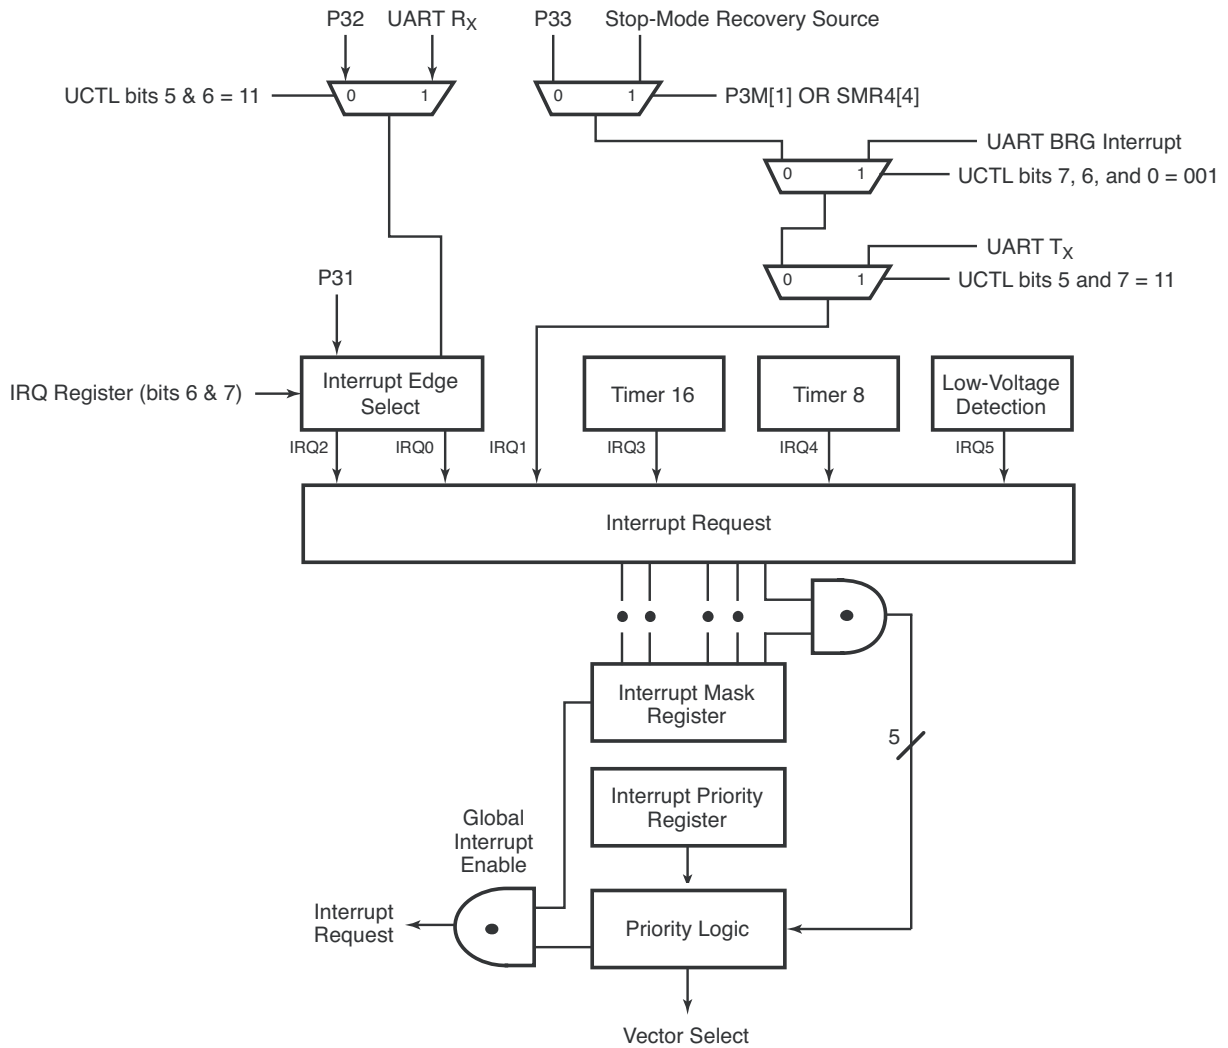 P32 UART RX P33 Stop-Mode Recovery Source
UCTL bits 5 & 6 = 11 0 1 0 1 P3M[1] OR SMR4[4]
UART BRG Interrupt
0 1 UCTL bits 7, 6, and 0 = 001
UART TX
P31 0 1 UCTL bits 5 and 7 = 11
IRQ Register (bits 6 & 7)
Interrupt Edge
Select
Timer 16
Timer 8
Low-Voltage
Detection
IRQ2 IRQ0 IRQ1 IRQ3 IRQ4 IRQ5
Interrupt Request
Interrupt Mask
Register
5
Interrupt Priority
Register
Global
Interrupt
Enable
Interrupt
Request
Priority Logic
Vector Select